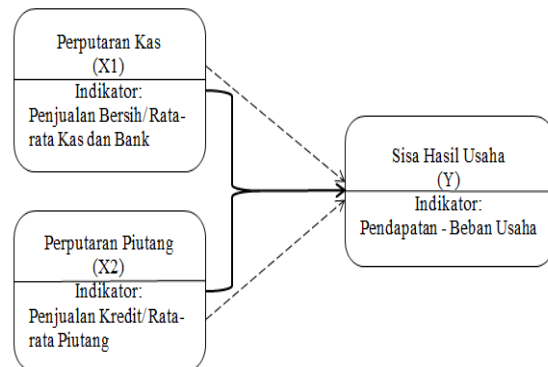 Perputaran Kas
(X1)
Indikator:
Penjualan Bersih/Rata-
rata Kas dan Bank
Sisa Hasil Usaha
(Y)
Indikator:
Pendapatan - Beban Usaha
Perputaran Piutang
(X2)
Indikator:
Penjualan Kredit/Rata-
rata Piutang